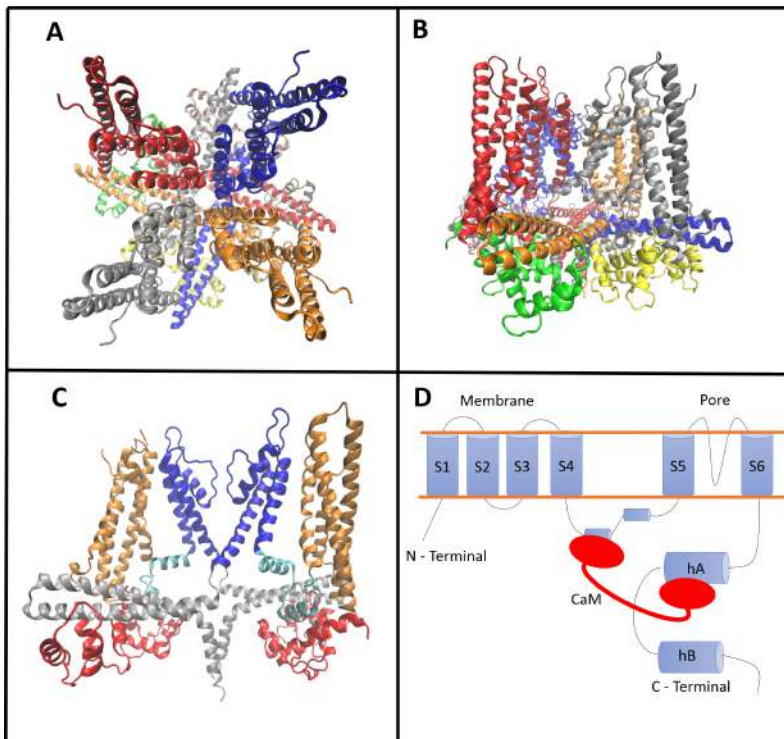 A
B
C
D
Membrane
Pore
S1
S2
S3
S4
S5
S6
N - Terminal
hA
CaM
hB
C - Terminal